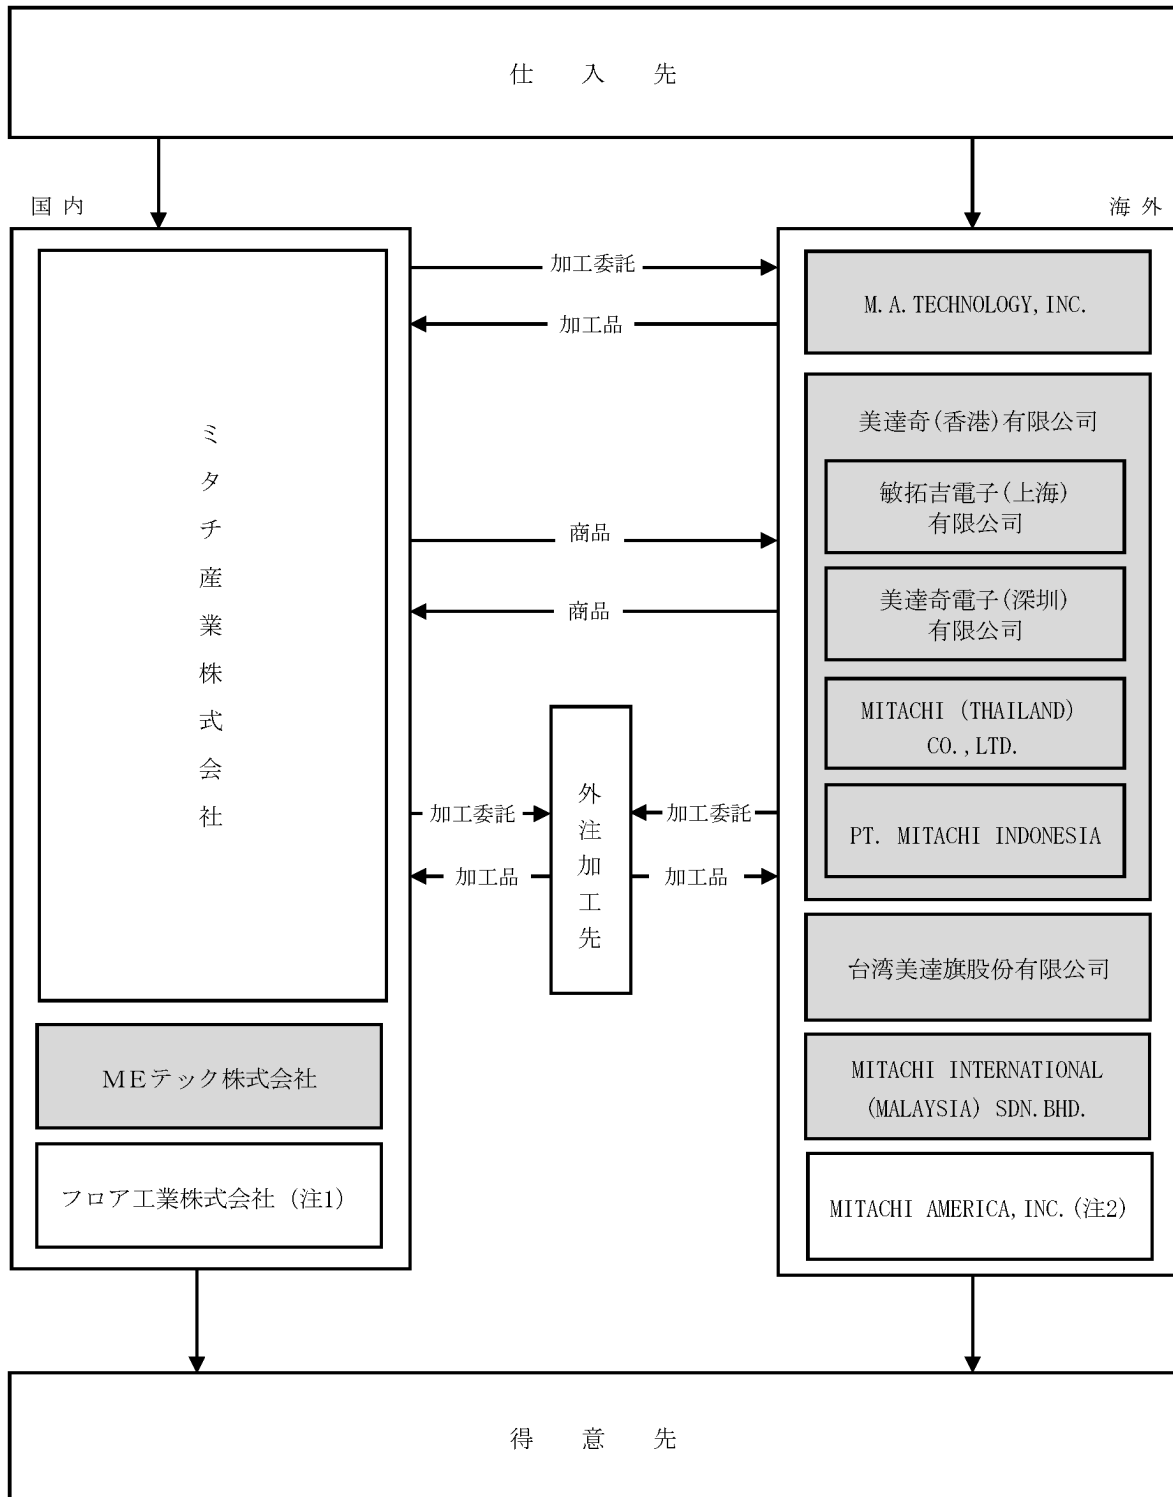 仕　入　先
国 内
海 外
ミタチ産業株式会社
MEテック株式会社
フロア工業株式会社 (注1)
加工委託
加工品
商品
商品
加工委託
加工品
外注加工先
加工委託
加工品
M.A.TECHNOLOGY, INC.
美達奇(香港)有限公司
敏拓吉電子(上海)
有限公司
美達奇電子(深圳)
有限公司
MITACHI (THAILAND)
CO.,LTD.
PT. MITACHI INDONESIA
台湾美達旗股份有限公司
MITACHI INTERNATIONAL
(MALAYSIA) SDN.BHD.
MITACHI AMERICA, INC. (注2)
得　意　先